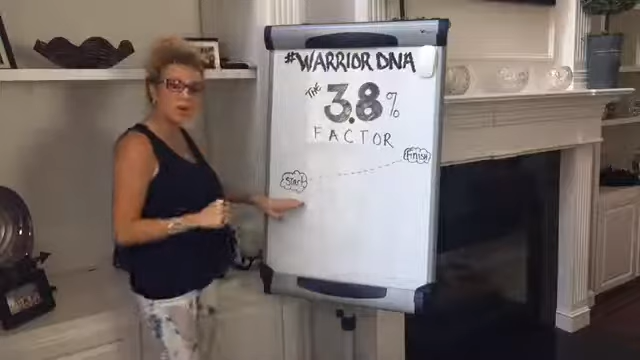 #WARRIOR DNA
THE
3.8%
FACTOR
Finish
Start